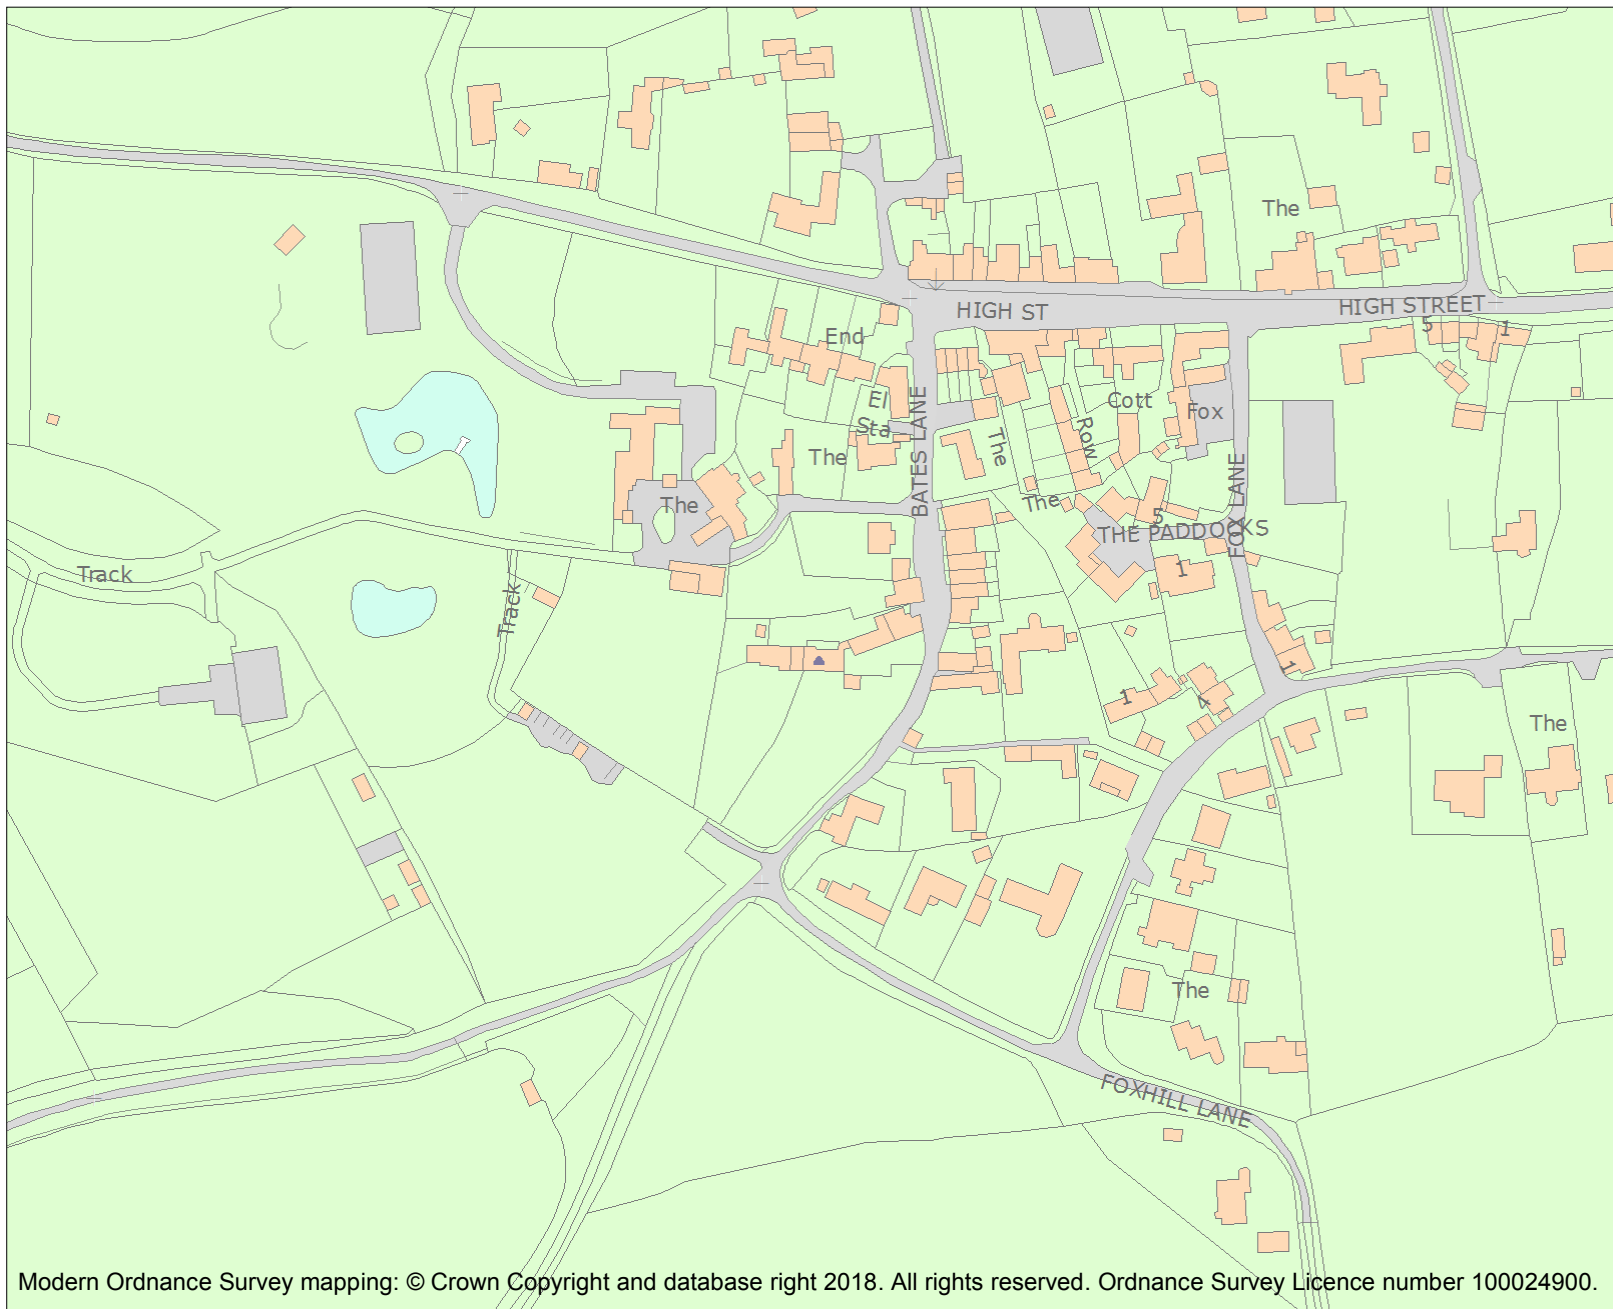 The
HIGH STREET
HIGH ST
5
1
End
El
Sta
BATES LANE
Cott
Fox
The
Row
The
The
The
The
5
THE PADDOCKS
FOX LANE
1
Track
Track
1
1
4
The
The
FOXHILL LANE
Modern Ordnance Survey mapping: © Crown Copyright and database right 2018. All rights reserved. Ordnance Survey Licence number 100024900.